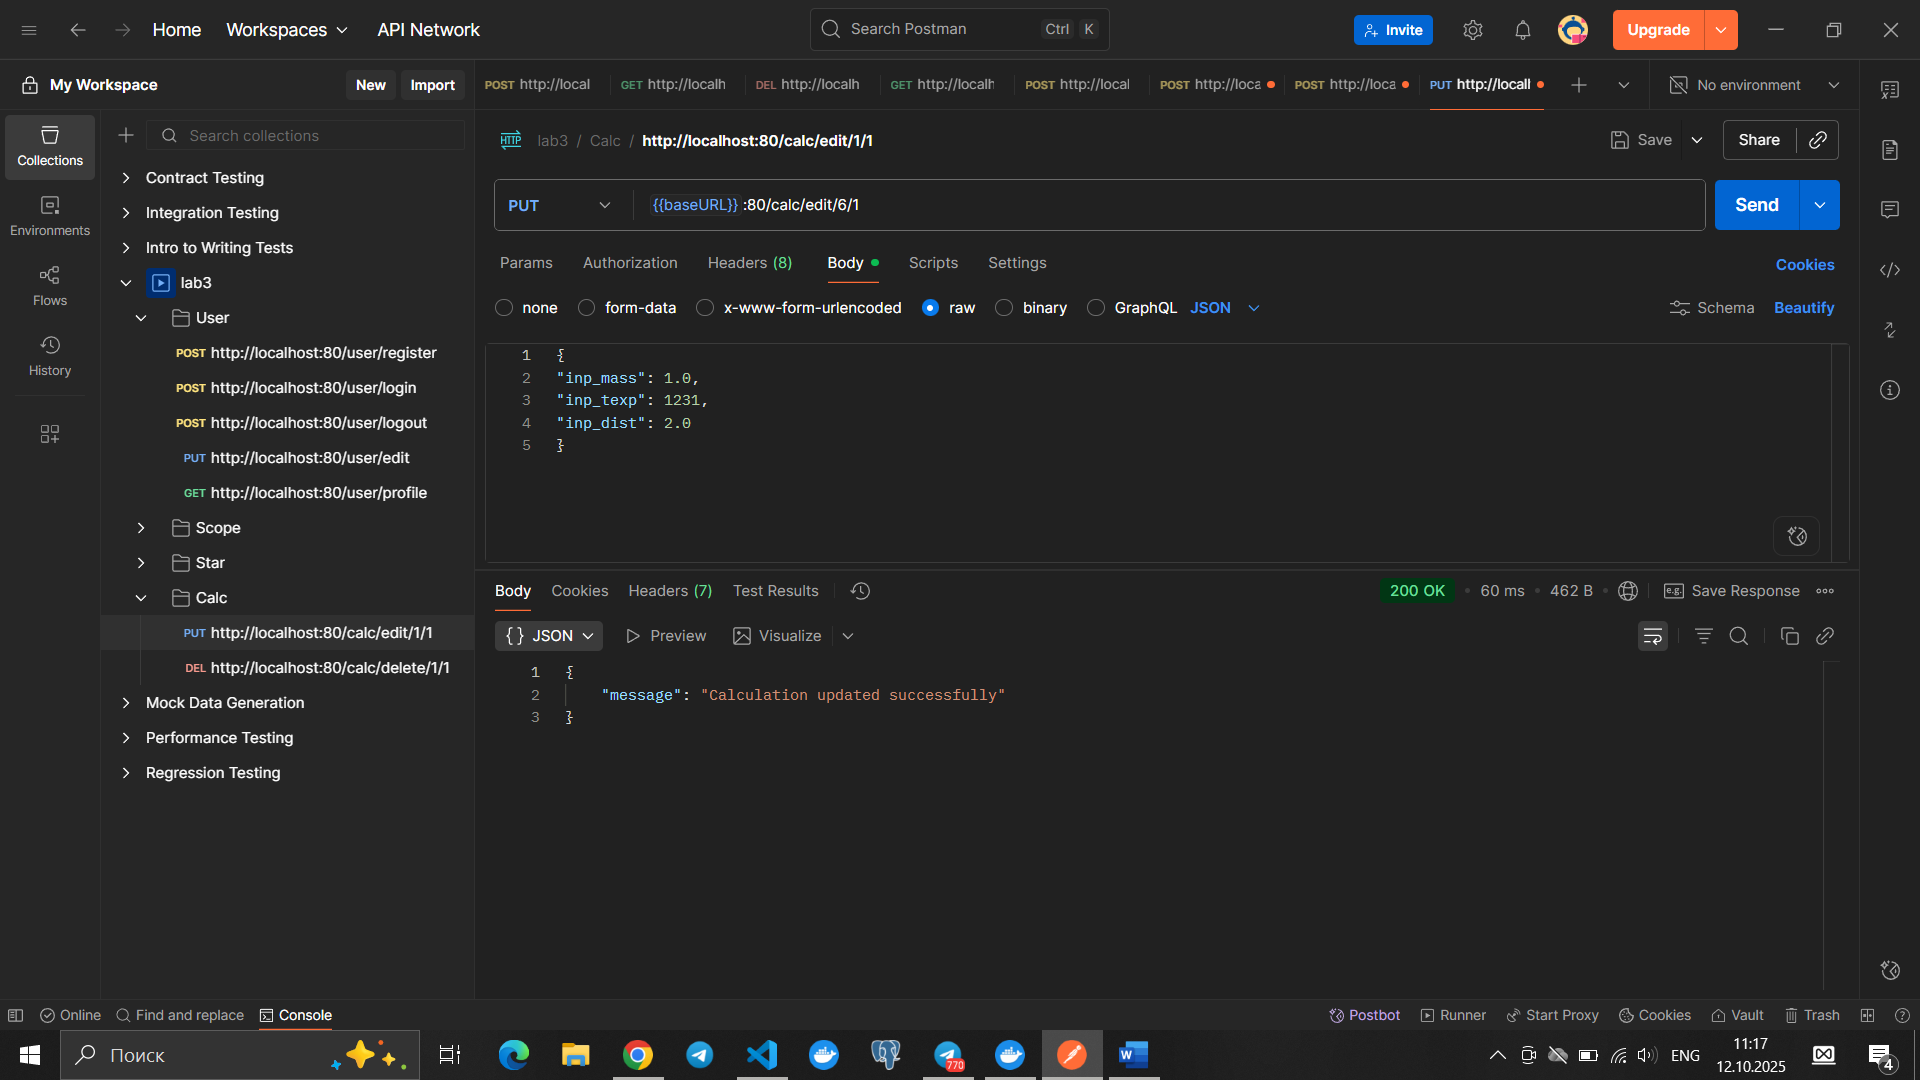 Home
Workspaces
API Network
Search Postman
Ctrl
K
Invite
Upgrade
My Workspace
New
Import
POST http://local
GET http://localh
DEL http://localh
GET http://localh
POST http://local
POST http://loca
POST http://loca
PUT http://locall
No environment
Collections
Environments
Flows
History
Search collections
Contract Testing
Integration Testing
Intro to Writing Tests
lab3
User
POST http://localhost:80/user/register
POST http://localhost:80/user/login
POST http://localhost:80/user/logout
PUT http://localhost:80/user/edit
GET http://localhost:80/user/profile
Scope
Star
Calc
PUT http://localhost:80/calc/edit/1/1
DEL http://localhost:80/calc/delete/1/1
Mock Data Generation
Performance Testing
Regression Testing
HTTP
lab3 / Calc / http://localhost:80/calc/edit/1/1
Save
Share
PUT
{{baseURL}} :80/calc/edit/6/1
Send
Params
Authorization
Headers (8)
Body
Scripts
Settings
Cookies
none
form-data
x-www-form-urlencoded
raw
binary
GraphQL
JSON
Schema
Beautify
1 {
2 "inp_mass": 1.0,
3 "inp_texp": 1231,
4 "inp_dist": 2.0
5 }
Body
Cookies
Headers (7)
Test Results
200 OK
60 ms
462 B
e.g.
Save Response
{} JSON
Preview
Visualize
1 {
2 "message": "Calculation updated successfully"
3 }
Online
Find and replace
Console
Postbot
Runner
Start Proxy
Cookies
Vault
Trash
Поиск
770
W
ENG
11:17
12.10.2025
4